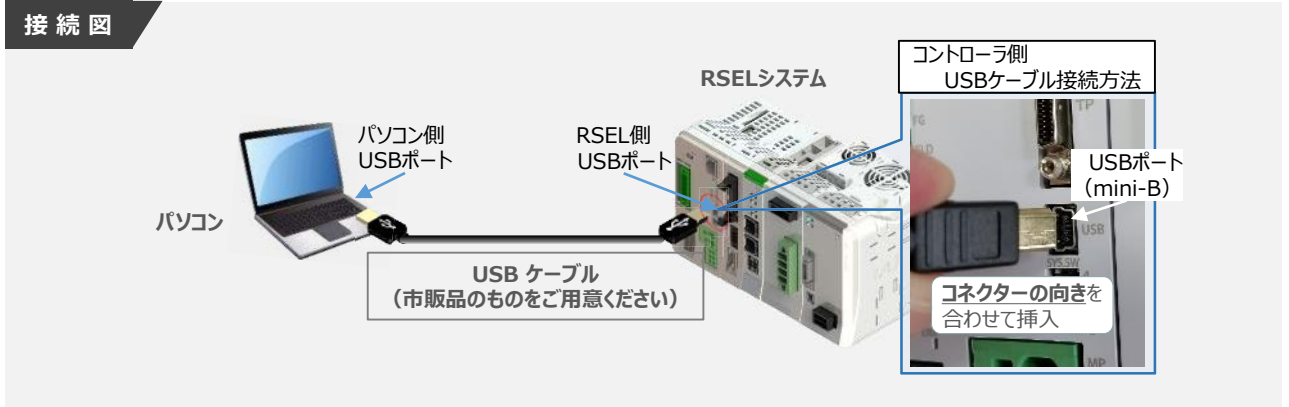 接続図
RSELシステム
コントローラ側
USBケーブル接続方法
パソコン側
USBポート
RSEL側
USBポート
パソコン
USB ケーブル
（市販品のものをご用意ください）
TP
FG
USBポート
（mini-B）
USB
SYS.SW
コネクターの向きを
合わせて挿入
MP